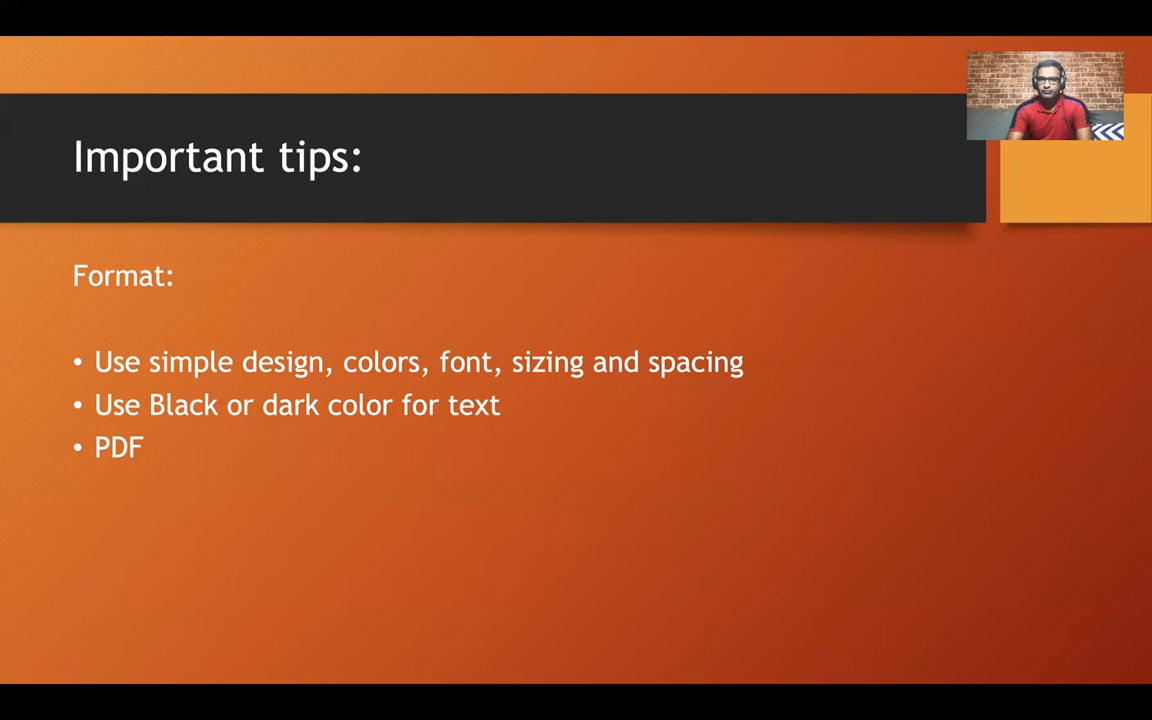 Important tips:
Format:
• Use simple design, colors, font, sizing and spacing
• Use Black or dark color for text
• PDF